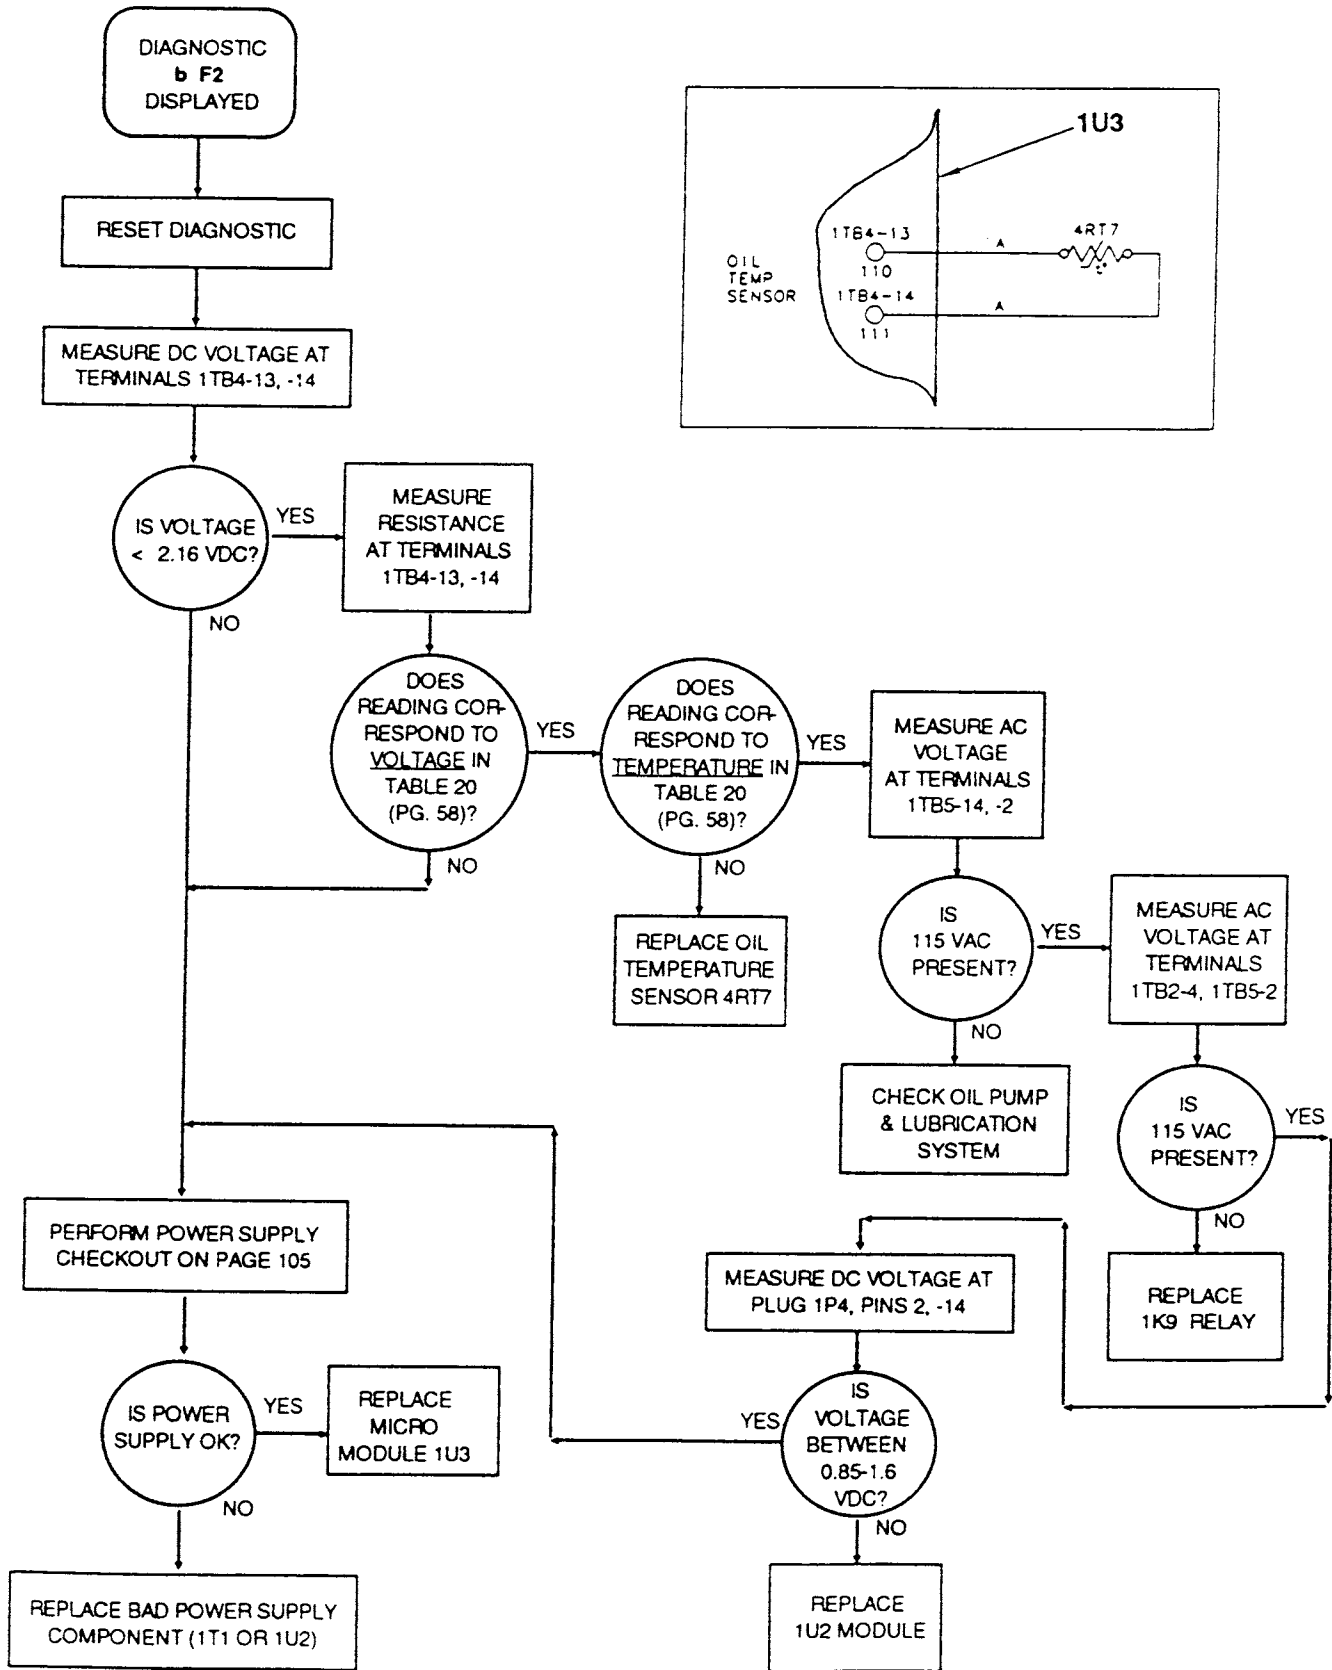 DIAGNOSTIC
b F2
DISPLAYED
RESET DIAGNOSTIC
MEASURE DC VOLTAGE AT
TERMINALS 1TB4-13, -14
1U3
1TB4-13
110
4RT7
A
t°
OIL
TEMP
SENSOR
1TB4-14
111
A
IS VOLTAGE
< 2.16 VDC?
YES
NO
MEASURE
RESISTANCE
AT TERMINALS
1TB4-13, -14
DOES
READING COR-
RESPOND TO
VOLTAGE IN
TABLE 20
(PG. 58)?
YES
NO
DOES
READING COR-
RESPOND TO
TEMPERATURE IN
TABLE 20
(PG. 58)?
YES
NO
REPLACE OIL
TEMPERATURE
SENSOR 4RT7
MEASURE AC
VOLTAGE
AT TERMINALS
1TB5-14, -2
IS
115 VAC
PRESENT?
YES
NO
CHECK OIL PUMP
& LUBRICATION
SYSTEM
MEASURE AC
VOLTAGE AT
TERMINALS
1TB2-4, 1TB5-2
IS
115 VAC
PRESENT?
YES
NO
REPLACE
1K9 RELAY
MEASURE DC VOLTAGE AT
PLUG 1P4, PINS 2, -14
IS
VOLTAGE
BETWEEN
0.85-1.6
VDC?
YES
NO
REPLACE
1U2 MODULE
PERFORM POWER SUPPLY
CHECKOUT ON PAGE 105
IS POWER
SUPPLY OK?
YES
NO
REPLACE
MICRO
MODULE 1U3
REPLACE BAD POWER SUPPLY
COMPONENT (1T1 OR 1U2)